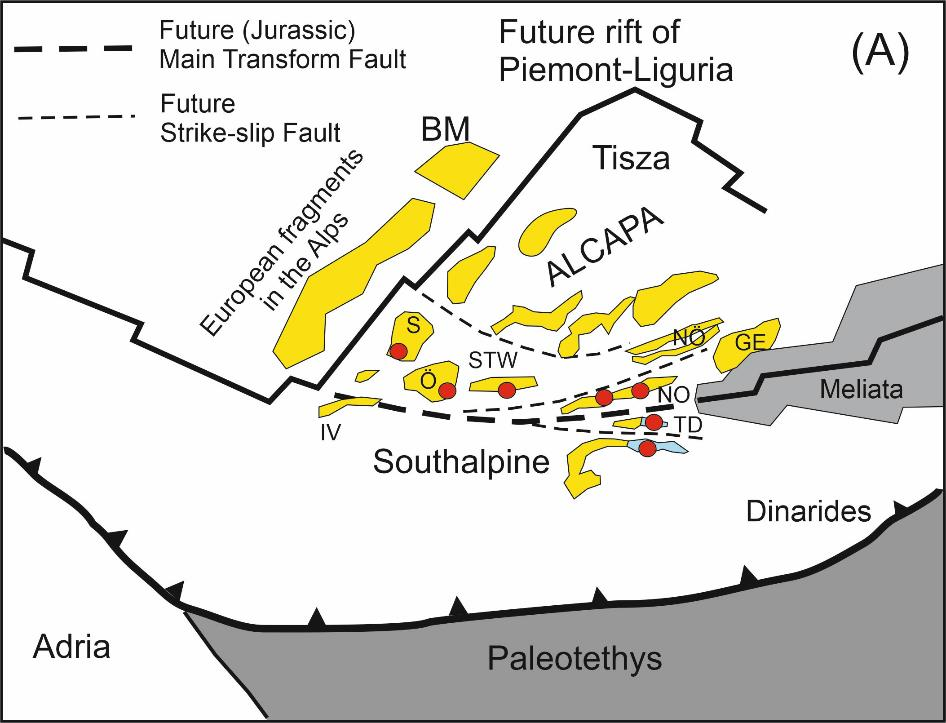 Future (Jurassic)
Main Transform Fault
Future
Strike-slip Fault
Future rift of
Piemont-Liguria
(A)
BM
Tisza
European fragments
in the Alps
ALCAPA
S
NÖ
GE
STW
Ö
NO
Meliata
IV
TD
Southalpine
Dinarides
Adria
Paleotethys